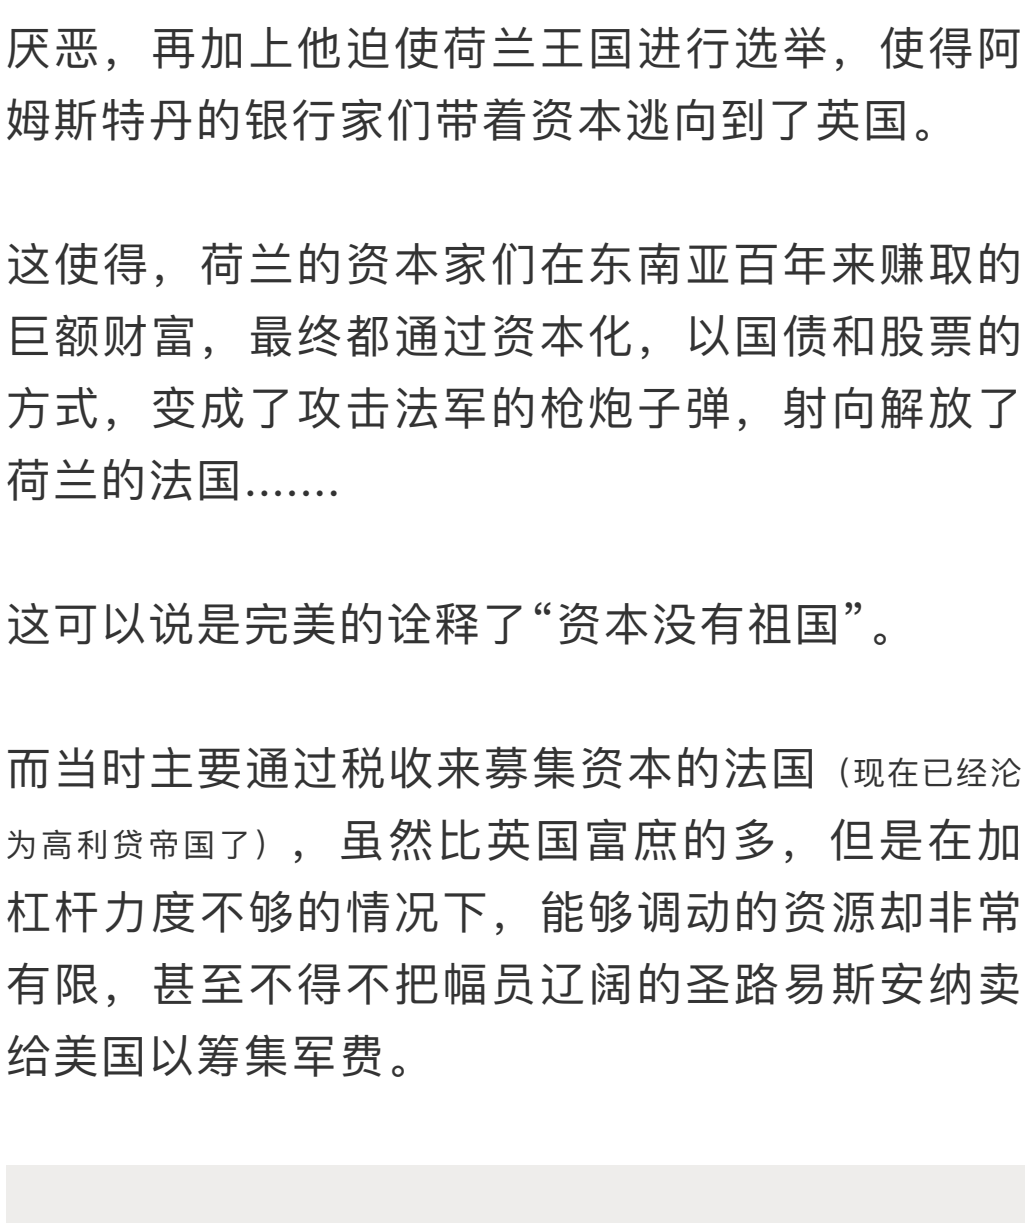 厌恶，再加上他迫使荷兰王国进行选举，使得阿
姆斯特丹的银行家们带着资本逃向到了英国。
这使得，荷兰的资本家们在东南亚百年来赚取的
巨额财富，最终都通过资本化，以国债和股票的
方式，变成了攻击法军的枪炮子弹，射向解放了
荷兰的法国.......
这可以说是完美的诠释了“资本没有祖国”。
而当时主要通过税收来募集资本的法国（现在已经沦
为高利贷帝国了），虽然比英国富庶的多，但是在加
杠杆力度不够的情况下，能够调动的资源却非常
有限，甚至不得不把幅员辽阔的圣路易斯安纳卖
给美国以筹集军费。